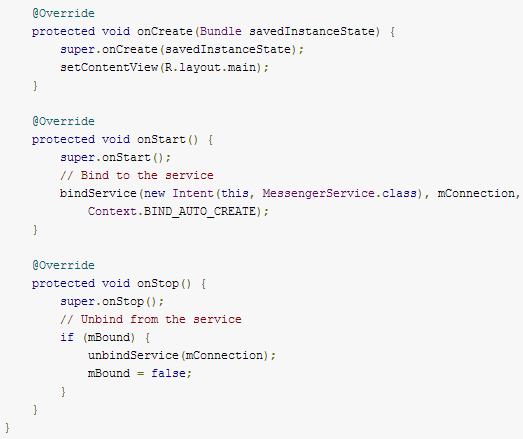 @Override
protected void onCreate(Bundle savedInstanceState) {
super.onCreate(savedInstanceState);
setContentView(R.layout.main);
}
@Override
protected void onStart() {
super.onStart();
// Bind to the service
bindService(new Intent(this, MessengerService.class), mConnection,
Context.BIND_AUTO_CREATE);
}
@Override
protected void onStop() {
super.onStop();
// Unbind from the service
if (mBound) {
unbindService(mConnection);
mBound = false;
}
}
}